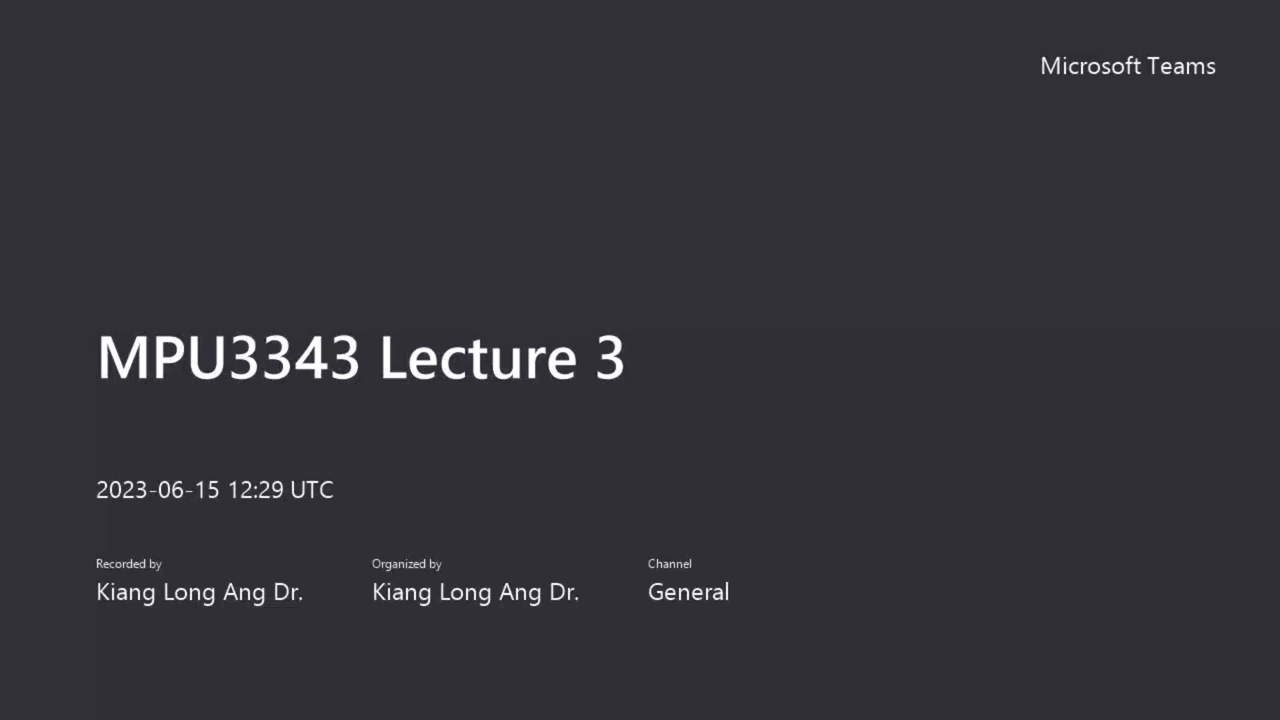 Microsoft Teams
MPU3343 Lecture 3
2023-06-15 12:29 UTC
Recorded by
Kiang Long Ang Dr.
Organized by
Kiang Long Ang Dr.
Channel
General